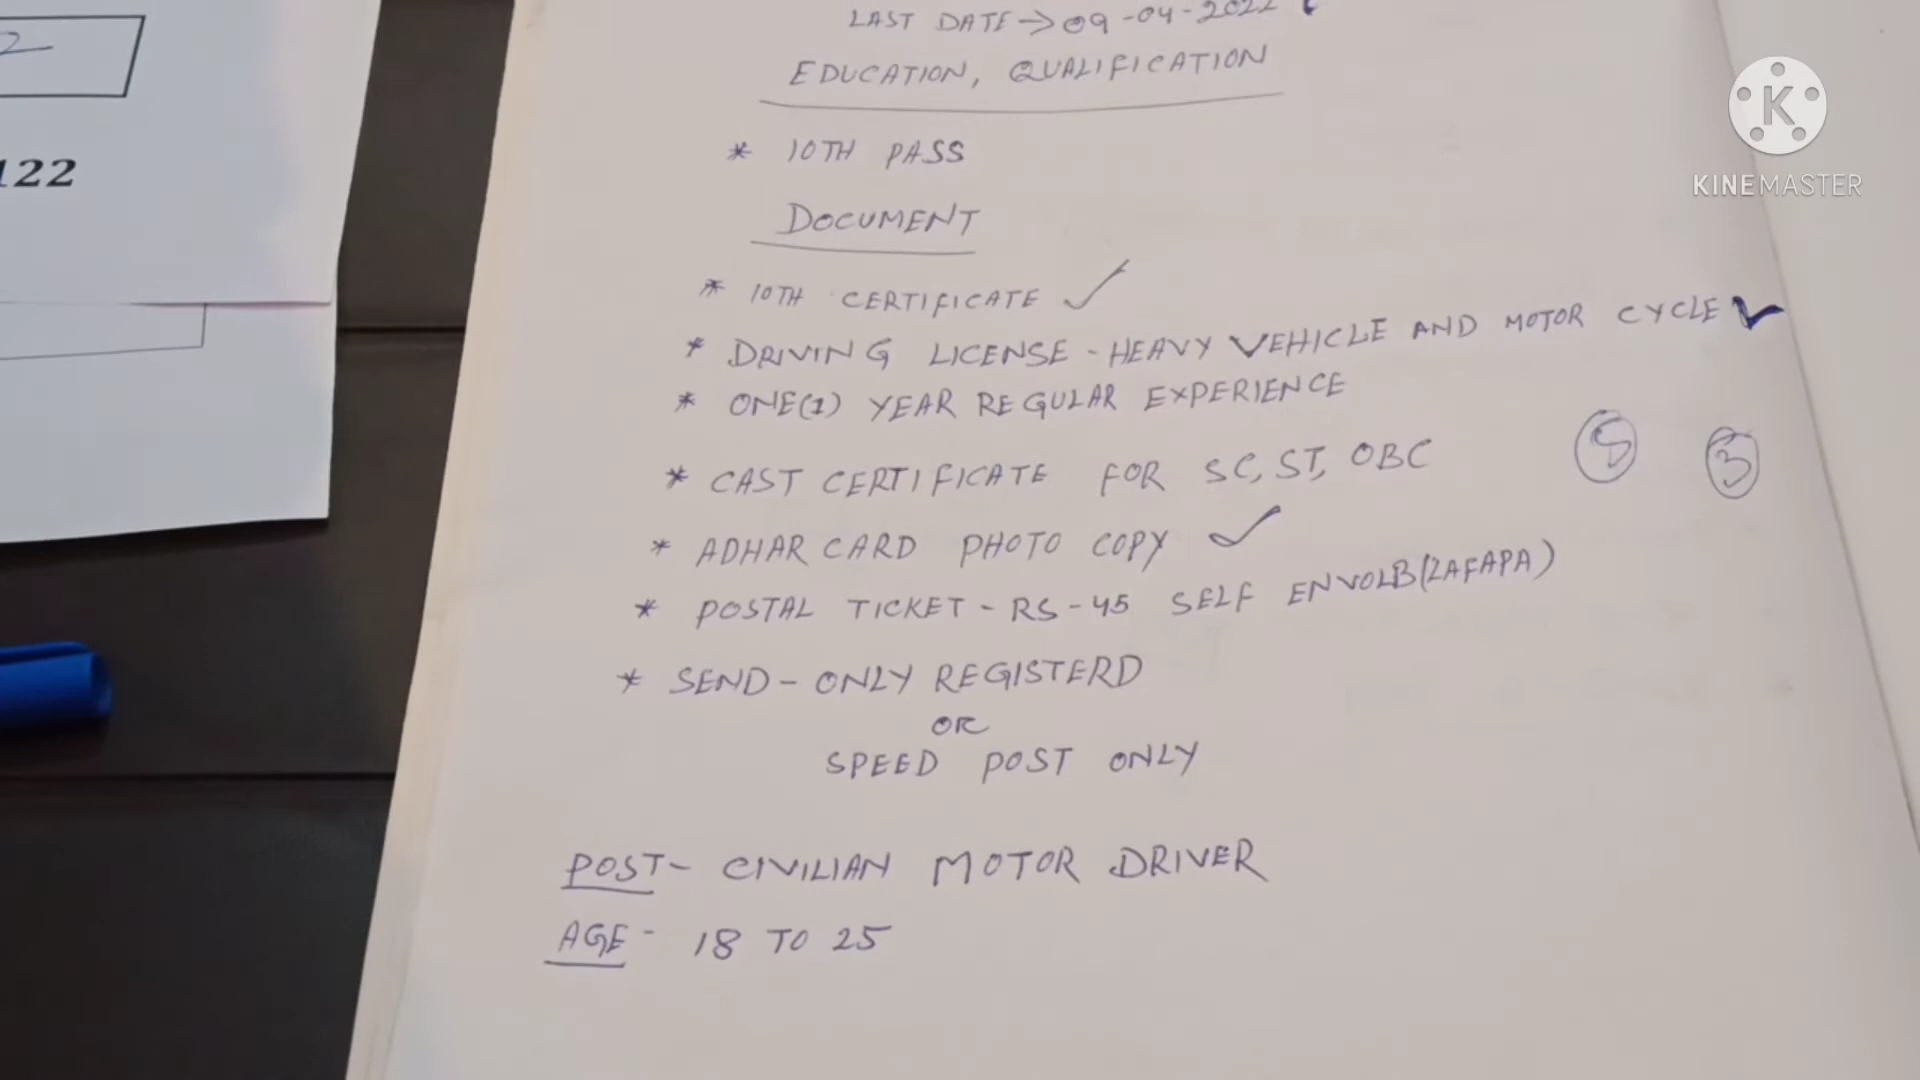 2
122
LAST DATE → 09-04-2022
EDUCATION, QUALIFICATION
* 10TH PASS
DOCUMENT
* 10TH CERTIFICATE ✓
* DRIVING LICENSE - HEAVY VEHICLE AND MOTOR CYCLE ✓
* ONE(1) YEAR REGULAR EXPERIENCE
* CAST CERTIFICATE FOR SC, ST, OBC
5 3
* ADHAR CARD PHOTO COPY ✓
* POSTAL TICKET - RS - 45 SELF ENVOLB(LAFAPA)
* SEND - ONLY REGISTERD
OR
SPEED POST ONLY
POST - CIVILIAN MOTOR DRIVER
AGE - 18 TO 25
K
KINEMASTER